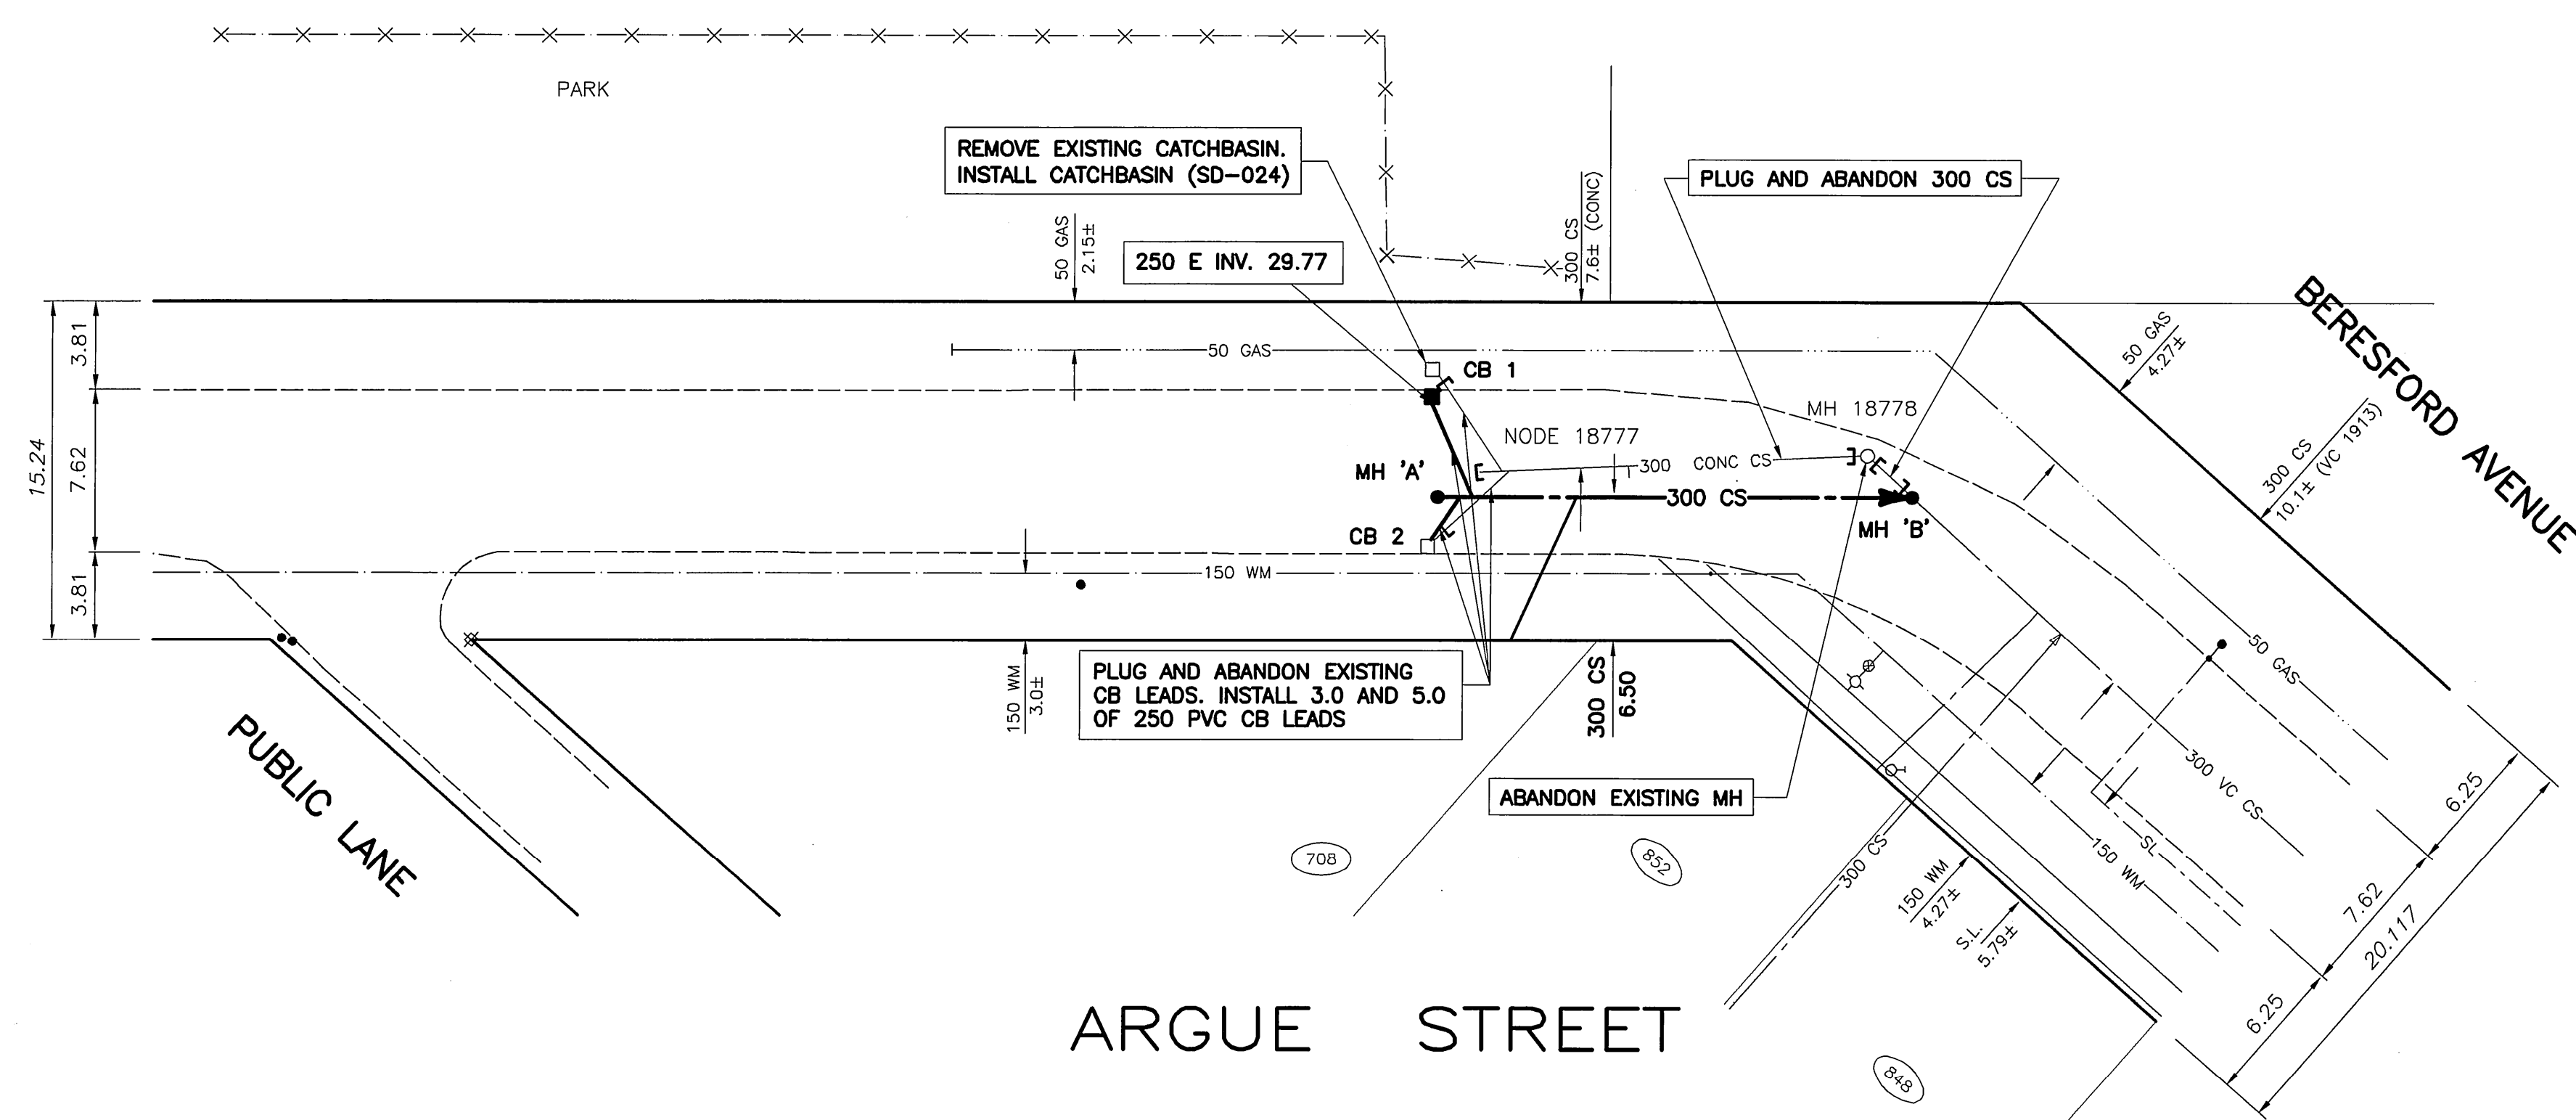 PARK
REMOVE EXISTING CATCHBASIN.
INSTALL CATCHBASIN (SD-024)
PLUG AND ABANDON 300 CS
50 GAS
2.15±
250 E INV. 29.77
300 CS
7.6± (CONC)
BERESFORD AVENUE
50 GAS
4.27±
300 CS
10.1± (VC 1913)
3.81
7.62
15.24
3.81
50 GAS
CB 1
MH 18778
NODE 18777
300 CONC CS
MH 'A'
300 CS
MH 'B'
CB 2
150 WM
150 WM
3.0±
PLUG AND ABANDON EXISTING
CB LEADS. INSTALL 3.0 AND 5.0
OF 250 PVC CB LEADS
300 CS
6.50
PUBLIC LANE
ABANDON EXISTING MH
50 GAS
300 VC CS
SL
150 WM
300 CS
150 WM
4.27±
S.L.
5.79±
708
852
848
6.25
7.62
20.117
6.25
ARGUE STREET